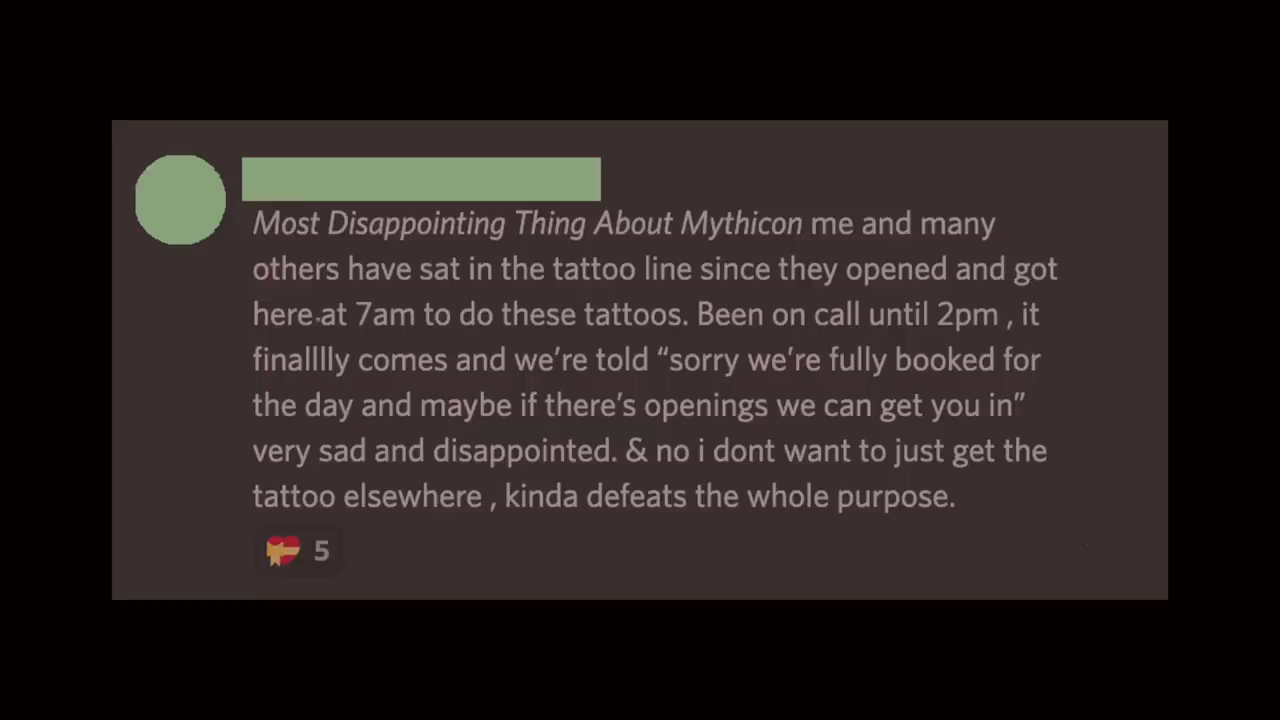 Most Disappointing Thing About Mythicon me and many
others have sat in the tattoo line since they opened and got
here at 7am to do these tattoos. Been on call until 2pm , it
finalllly comes and we’re told “sorry we’re fully booked for
the day and maybe if there’s openings we can get you in”
very sad and disappointed. & no i dont want to just get the
tattoo elsewhere , kinda defeats the whole purpose.
5